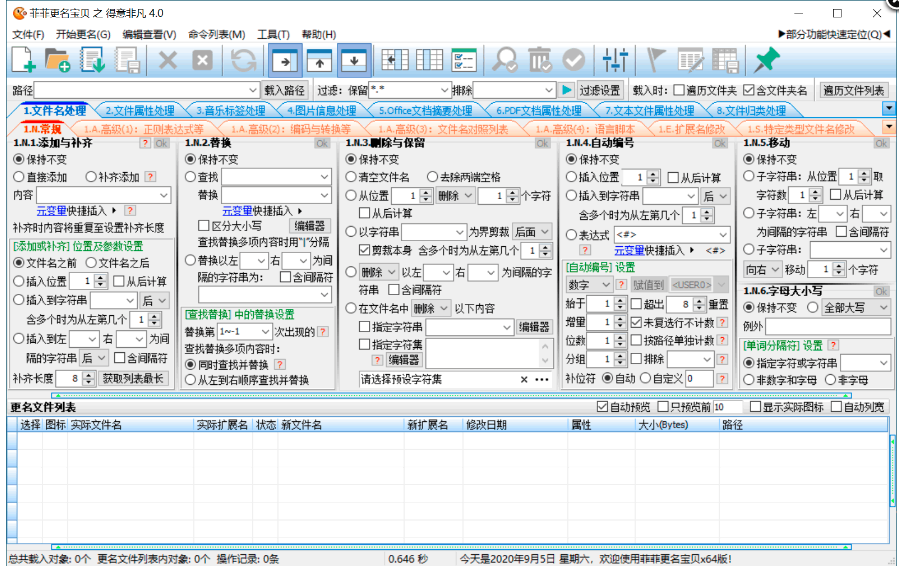 菲菲更名宝贝 之 得意非凡 4.0
文件(F) 开始更名(G) 编辑查看(V) 命令列表(M) 工具(T) 帮助(H) ▶部分功能快速定位(Q)◀
路径 载入路径 过滤: 保留 *.* 排除 过滤设置 载入时: 遍历文件夹 含文件夹名 遍历文件列表
1.文件名处理 2.文件属性处理 3.音乐标签处理 4.图片信息处理 5.Office文档摘要处理 6.PDF文档属性处理 7.文本文件属性处理 8.文件归类处理
1.N.常规 1.A.高级(1): 正则表达式等 1.A.高级(2): 编码与转换等 1.A.高级(3): 文件名对照列表 1.A.高级(4): 语言脚本 1.E.扩展名修改 1.S.特定类型文件名修改
1.N.1.添加与补齐 ? Ok
保持不变
直接添加 补齐添加 ?
内容
元变量快捷插入 ?
补齐时内容将重复至设置补齐长度
[添加或补齐] 位置及参数设置
文件名之前 文件名之后
插入位置 1 从后计算
插入到字符串 后
含多个时为从左第几个 1
插入到左 右 为间
隔的字符串 后 含间隔符
补齐长度 8 获取列表最长
1.N.2.替换 Ok
保持不变
查找
替换
元变量快捷插入
区分大小写 编辑器
查找替换多项内容时用"|"分隔
替换以左 右 为间
隔的字符串为: 含间隔符
[查找替换] 中的替换设置
替换第 1~-1 次出现的 ?
查找替换多项内容时:
同时查找并替换 ?
从左到右顺序查找并替换
1.N.3.删除与保留 Ok
保持不变
清空文件名 去除两端空格
从位置 1 删除 1 个字符
从后计算
以字符串 为界剪裁 后面
剪裁本身 含多个时为从左第几个 1
删除 以左 右 为间隔的字
符串 含间隔符
在文件名中 删除 以下内容
指定字符串 编辑器
指定字符集
? 编辑器
请选择预设字符集 × •••
1.N.4.自动编号 Ok
保持不变
插入位置 1 从后计算
插入到字符串 后
含多个时为从左第几个 1
表达式 <#>
? 元变量快捷插入 <#>
[自动编号] 设置
数字 ? 赋值到 <USER0>
始于 1 超出 8 重置
增量 1 未复选行不计数 ?
位数 1 按路径单独计数 ?
分组 1 排除 ?
补位符 自动 自定义 0 ?
1.N.5.移动 Ok
保持不变
子字符串: 从位置 1 取
字符数 1 从后计算
子字符串: 左 右
为间隔的字符串 含间隔符
子字符串:
向右 移动 1 个字符
1.N.6.字母大小写 Ok
保持不变 全部大写
例外
[单词分隔符] 设置 ?
指定字符或字符串
非数字和字母 非字母
更名文件列表 自动预览 只预览前 10 显示实际图标 自动列宽
选择 图标 实际文件名 实际扩展名 状态 新文件名 新扩展名 修改日期 属性 大小(Bytes) 路径
总共载入对象: 0个 更名文件列表内对象: 0个 操作记录: 0条 0.646 秒 今天是2020年9月5日 星期六，欢迎使用菲菲更名宝贝x64版!